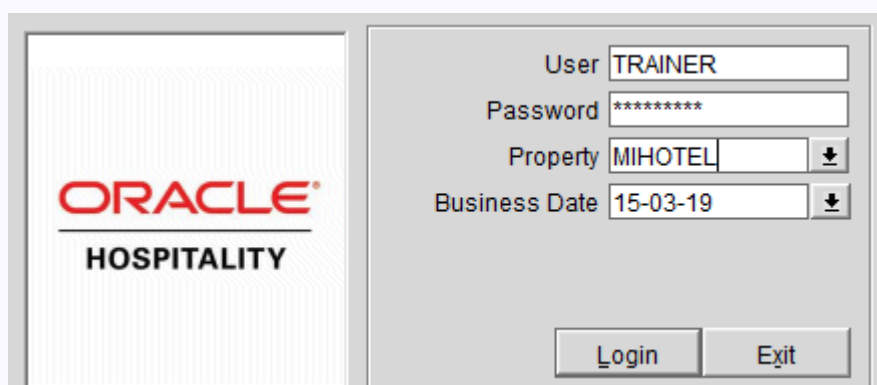 ORACLE®
HOSPITALITY
User TRAINER
Password *********
Property MIHOTEL
Business Date 15-03-19
Login Exit